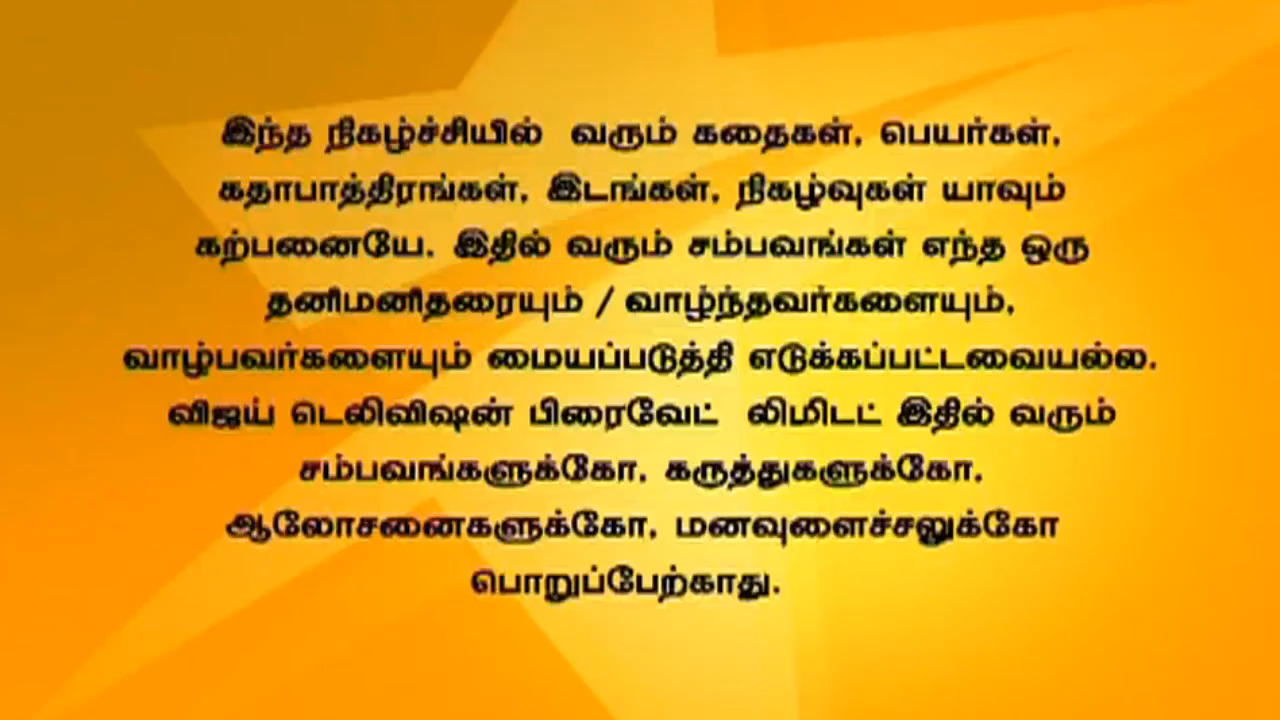 இந்த நிகழ்ச்சியில் வரும் கதைகள், பெயர்கள்,
கதாபாத்திரங்கள், இடங்கள், நிகழ்வுகள் யாவும்
கற்பனையே. இதில் வரும் சம்பவங்கள் எந்த ஒரு
தனிமனிதரையும் / வாழ்ந்தவர்களையும்,
வாழ்பவர்களையும் மையப்படுத்தி எடுக்கப்பட்டவையல்ல.
விஜய் டெலிவிஷன் பிரைவேட் லிமிடட் இதில் வரும்
சம்பவங்களுக்கோ, கருத்துகளுக்கோ,
ஆலோசனைகளுக்கோ, மனவுளைச்சலுக்கோ
பொறுப்பேற்காது.